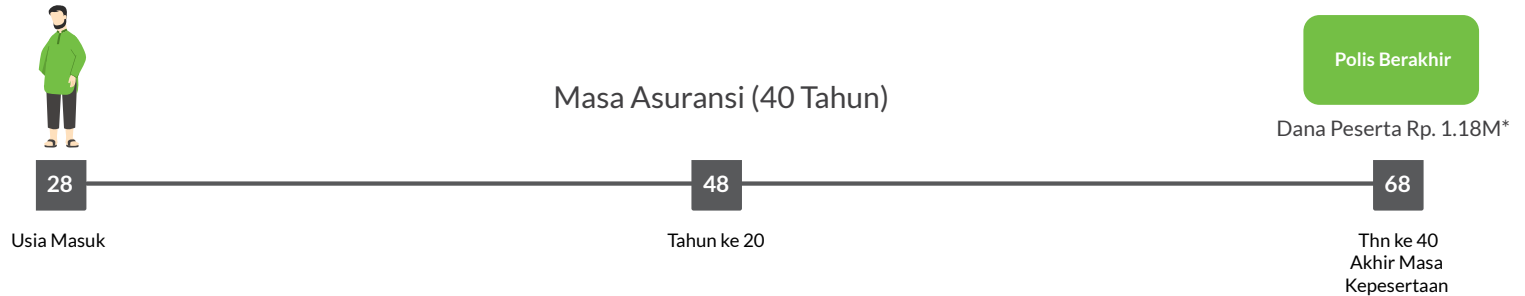 Polis Berakhir
Masa Asuransi (40 Tahun)
Dana Peserta Rp. 1.18M*
28
48
68
Usia Masuk
Tahun ke 20
Thn ke 40
Akhir Masa
Kepesertaan